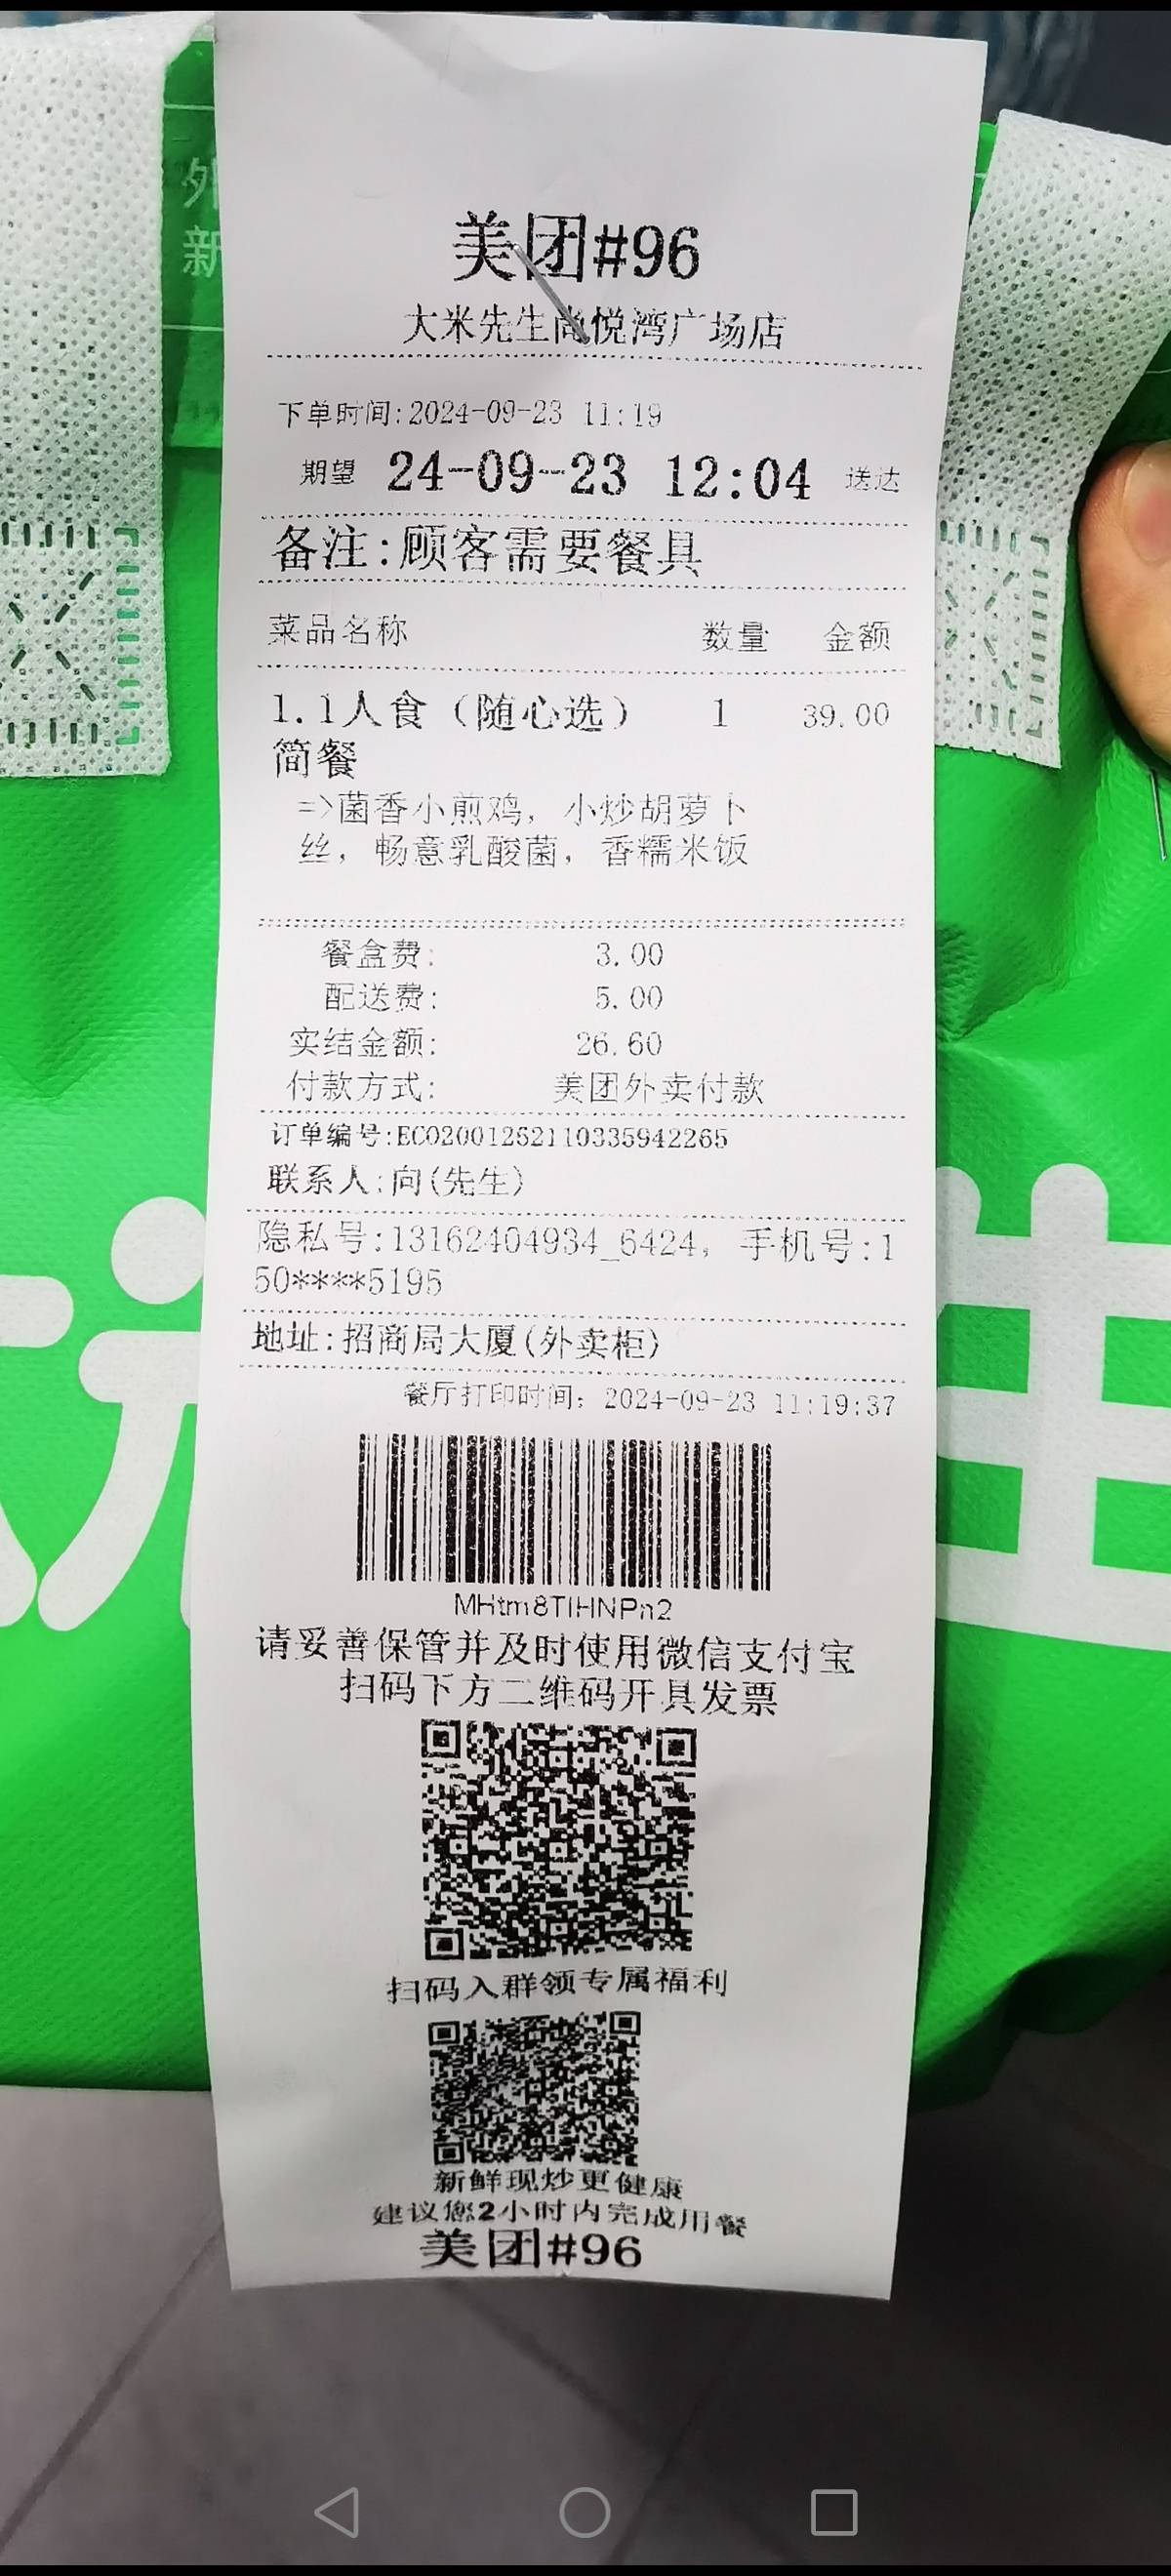 外
新
美团#96
大米先生尚悦湾广场店
下单时间:2024-09-23 11:19
期望 24-09-23 12:04 送达
备注:顾客需要餐具
菜品名称 数量 金额
1.1人食（随心选） 1 39.00
简餐
=>菌香小煎鸡, 小炒胡萝卜
丝, 畅意乳酸菌, 香糯米饭
餐盒费: 3.00
配送费: 5.00
实结金额: 26.60
付款方式: 美团外卖付款
订单编号:ECO2001252110335942265
联系人:向(先生)
隐私号:13162404934_6424, 手机号:1
50****5195
地址:招商局大厦(外卖柜)
餐厅打印时间: 2024-09-23 11:19:37
MHtm8TIHNPn2
请妥善保管并及时使用微信支付宝
扫码下方二维码开具发票
扫码入群领专属福利
新鲜现炒更健康
建议您2小时内完成用餐
美团#96